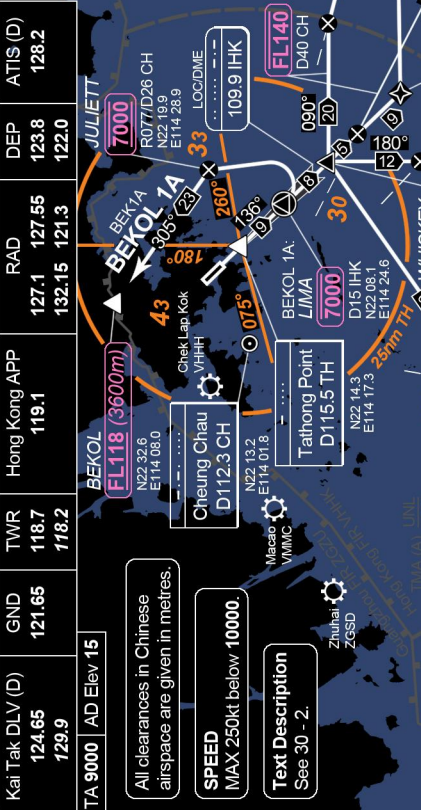 Kai Tak DLV (D)
124.65
129.9
GND
121.65
TWR
118.7
118.2
Hong Kong APP
119.1
RAD
127.1 127.55
132.15 121.3
DEP
123.8
122.0
ATIS (D)
128.2
TA 9000
AD Elev 15
All clearances in Chinese
airspace are given in metres.
SPEED
MAX 250kt below 10000.
Text Description
See 30 - 2.
BEKOL
FL118 (3600m)
N22 32.6
E114 08.0
BEK1A
BEKOL 1A
305°
23
180°
43
33
260°
075°
136°
9
8
5
30
JULIETT
7000
R077/D26 CH
N22 19.9
E114 28.9
LOC/DME
109.9 IHK
FL140
D40 CH
090°
20
9
180°
12
Chek Lap Kok
VHHH
Cheung Chau
D112.3 CH
N22 13.2
E114 01.8
BEKOL 1A:
LIMA
7000
D15 IHK
N22 08.1
E114 24.6
Tathong Point
D115.5 TH
N22 14.3
E114 17.3
25nm TH
Macao
VMMC
Zhuhai
ZGSD
Hong Kong FIR VHHK
TMA (A) UNL